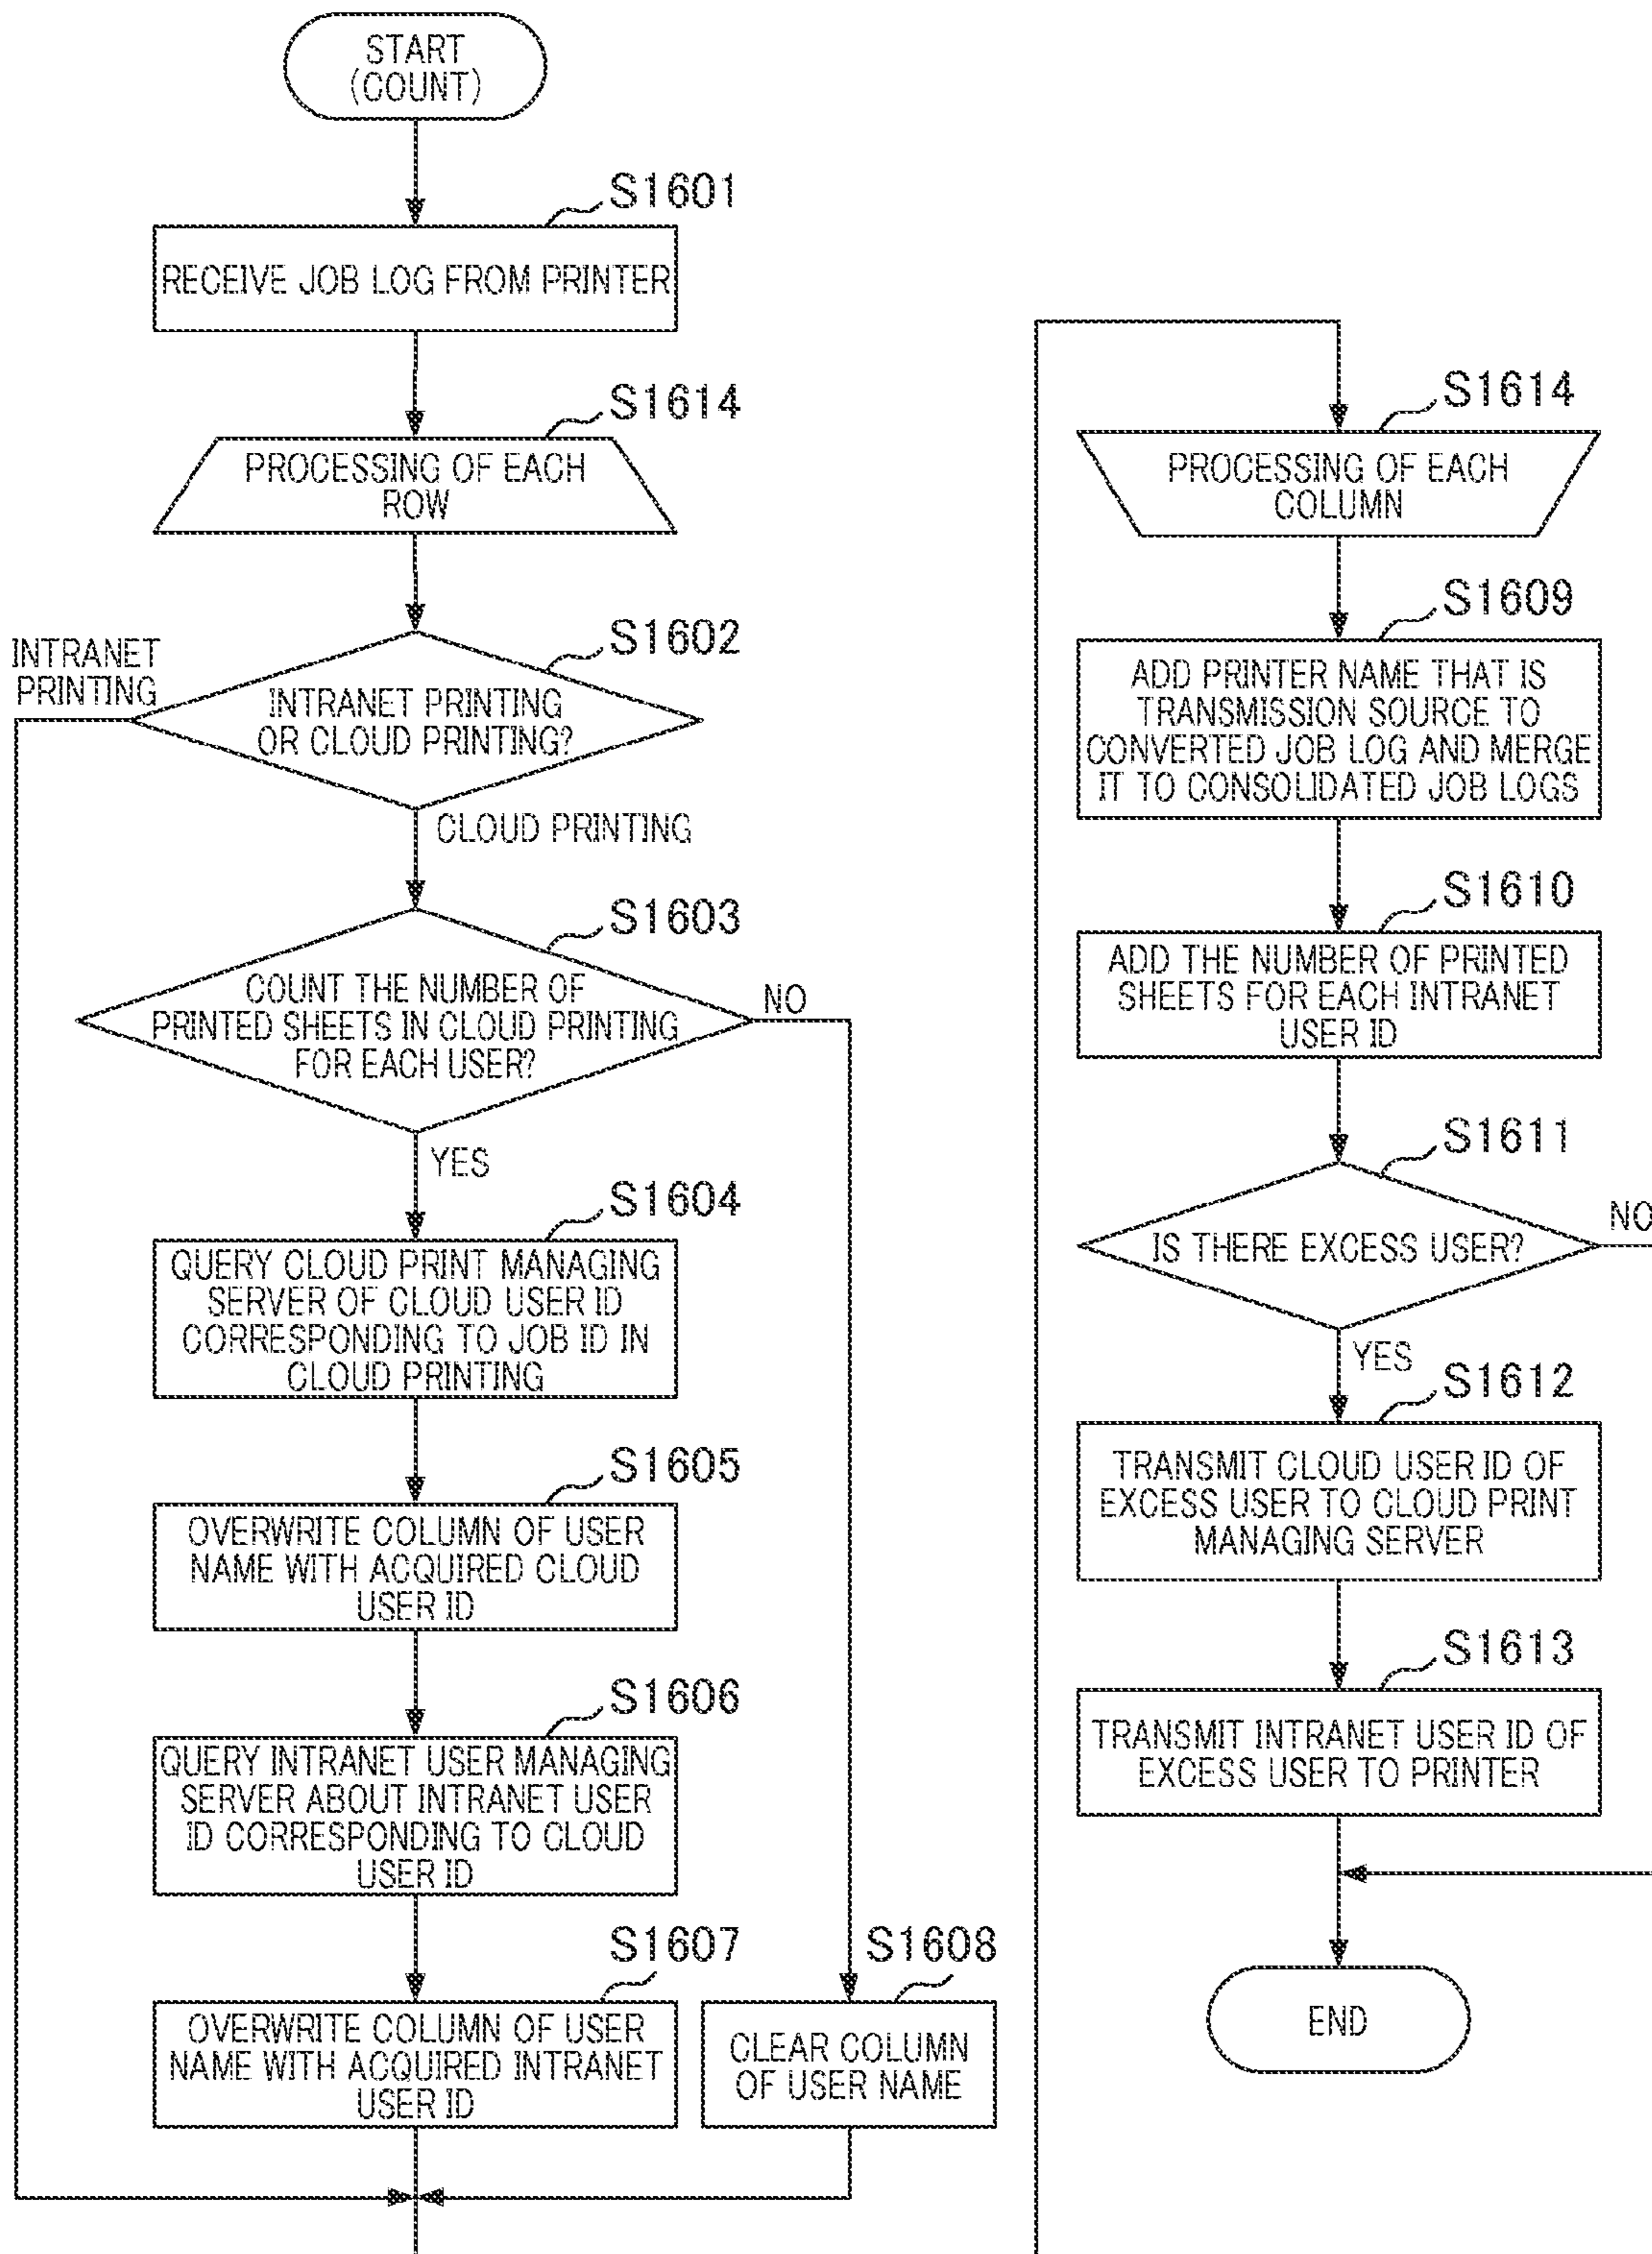 START
(COUNT)
S1601
RECEIVE JOB LOG FROM PRINTER
S1614
PROCESSING OF EACH
ROW
S1602
INTRANET
PRINTING
INTRANET PRINTING
OR CLOUD PRINTING?
CLOUD PRINTING
S1603
COUNT THE NUMBER OF
PRINTED SHEETS IN CLOUD PRINTING
FOR EACH USER?
NO
YES
S1604
QUERY CLOUD PRINT MANAGING
SERVER OF CLOUD USER ID
CORRESPONDING TO JOB ID IN
CLOUD PRINTING
S1605
OVERWRITE COLUMN OF USER
NAME WITH ACQUIRED CLOUD
USER ID
S1606
QUERY INTRANET USER MANAGING
SERVER ABOUT INTRANET USER
ID CORRESPONDING TO CLOUD
USER ID
S1607
OVERWRITE COLUMN OF USER
NAME WITH ACQUIRED INTRANET
USER ID
S1608
CLEAR COLUMN
OF USER NAME
S1614
PROCESSING OF EACH
COLUMN
S1609
ADD PRINTER NAME THAT IS
TRANSMISSION SOURCE TO
CONVERTED JOB LOG AND MERGE
IT TO CONSOLIDATED JOB LOGS
S1610
ADD THE NUMBER OF PRINTED
SHEETS FOR EACH INTRANET
USER ID
S1611
IS THERE EXCESS USER?
NO
YES
S1612
TRANSMIT CLOUD USER ID OF
EXCESS USER TO CLOUD PRINT
MANAGING SERVER
S1613
TRANSMIT INTRANET USER ID OF
EXCESS USER TO PRINTER
END